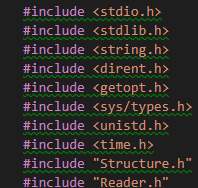 #include <stdio.h>
#include <stdlib.h>
#include <string.h>
#include <dirent.h>
#include <getopt.h>
#include <sys/types.h>
#include <unistd.h>
#include <time.h>
#include "Structure.h"
#include "Reader.h"